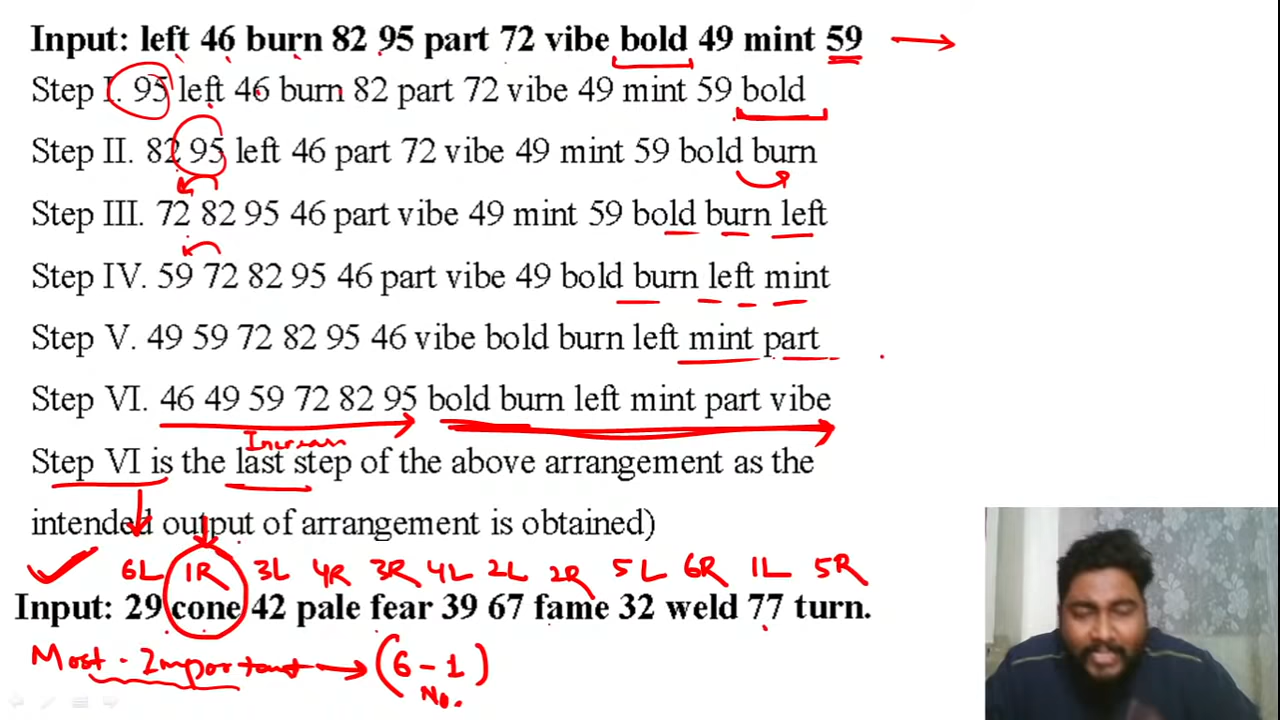 Input: left 46 burn 82 95 part 72 vibe bold 49 mint 59
Step I. 95 left 46 burn 82 part 72 vibe 49 mint 59 bold
Step II. 82 95 left 46 part 72 vibe 49 mint 59 bold burn
Step III. 72 82 95 46 part vibe 49 mint 59 bold burn left
Step IV. 59 72 82 95 46 part vibe 49 bold burn left mint
Step V. 49 59 72 82 95 46 vibe bold burn left mint part
Step VI. 46 49 59 72 82 95 bold burn left mint part vibe
Increasn
Step VI is the last step of the above arrangement as the
intended output of arrangement is obtained)
6L 1R 3L 4R 3R 4L 2L 2R 5L 6R 1L 5R
Input: 29 cone 42 pale fear 39 67 fame 32 weld 77 turn.
Most - Important (6-1)
No.